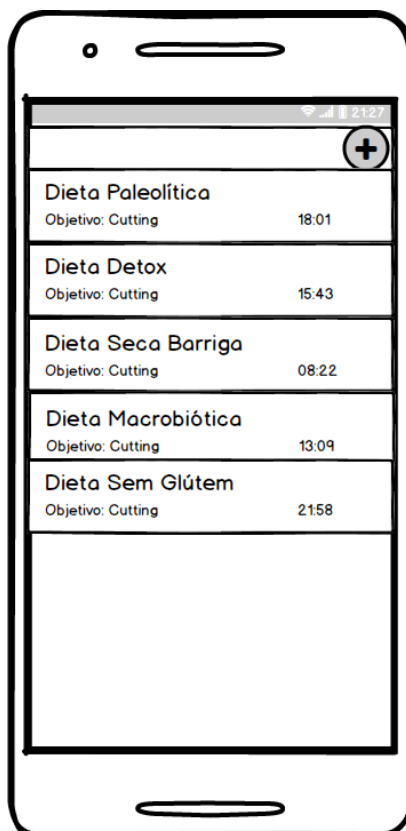 21:27
Dieta Paleolítica
Objetivo: Cutting 18:01
Dieta Detox
Objetivo: Cutting 15:43
Dieta Seca Barriga
Objetivo: Cutting 08:22
Dieta Macrobiótica
Objetivo: Cutting 13:09
Dieta Sem Glútem
Objetivo: Cutting 21:58